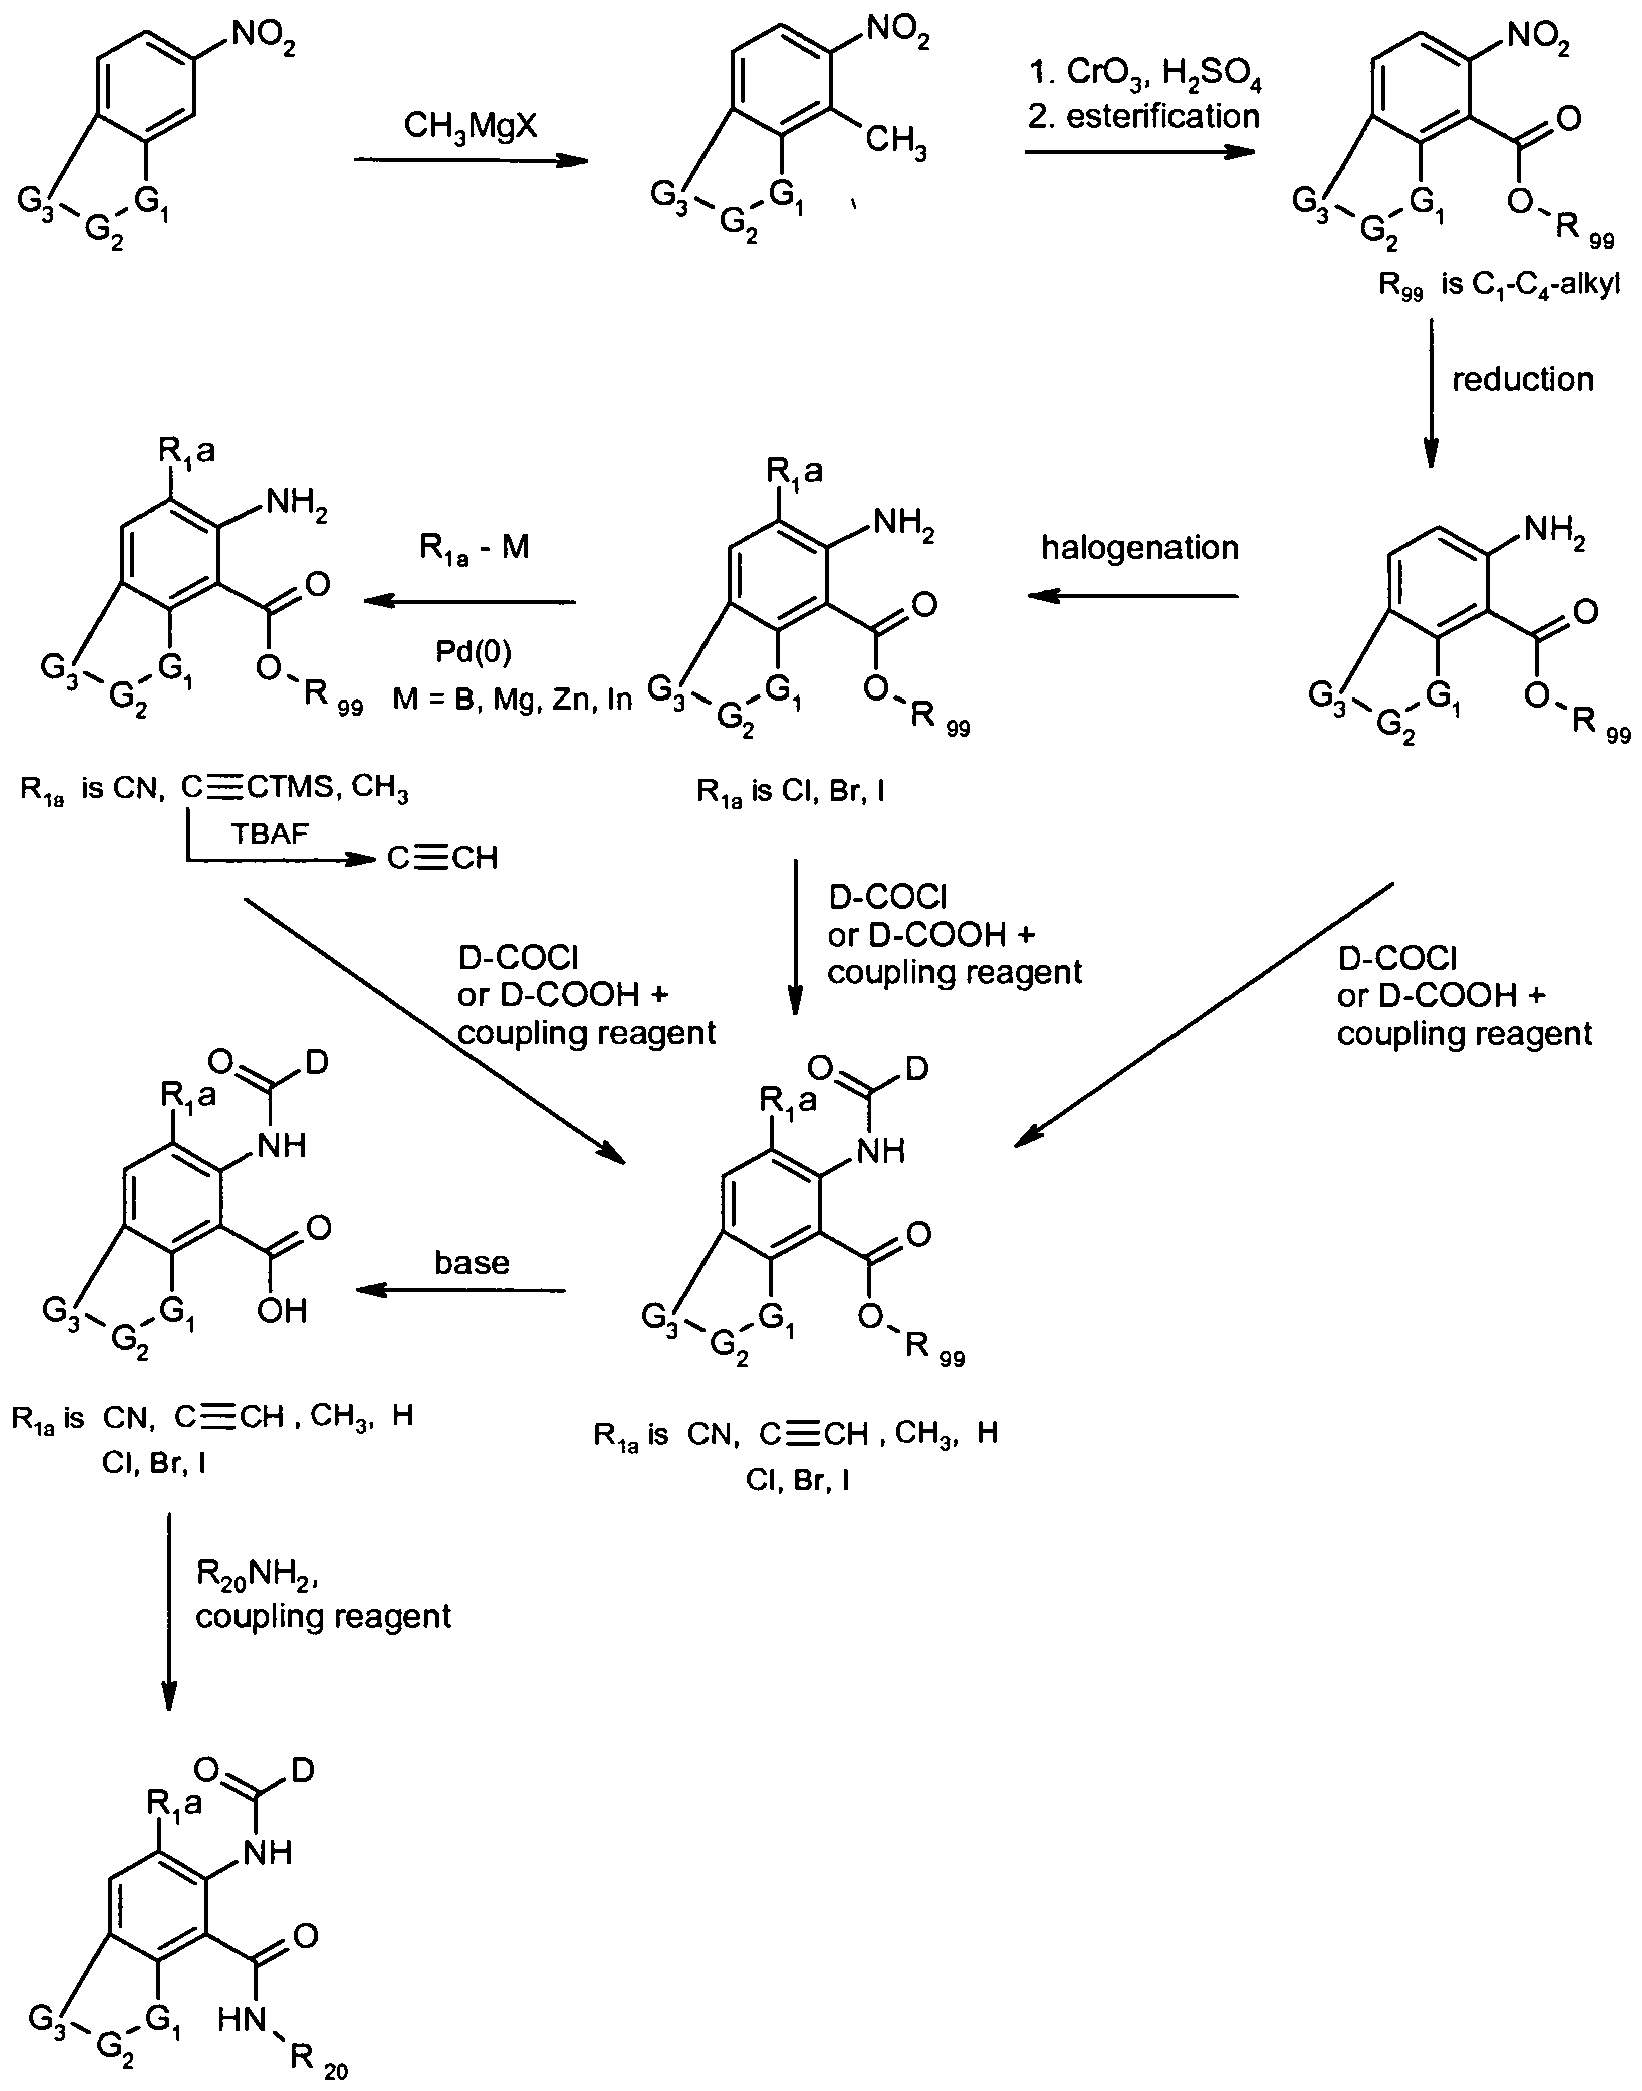 NO2
G3
G2
G1
CH3MgX
NO2
CH3
G3
G2
G1
1. CrO3, H2SO4
2. esterification
NO2
O
O
R 99
G3
G2
G1
R99 is C1-C4-alkyl
reduction
R1a
NH2
O
O
R 99
G3
G2
G1
R1a - M
Pd(0)
M = B, Mg, Zn, In
R1a
NH2
O
O
R 99
G3
G2
G1
halogenation
NH2
O
O
R 99
G3
G2
G1
R1a is CN, C≡CTMS, CH3
TBAF
C≡CH
R1a is Cl, Br, I
D-COCl
or D-COOH +
coupling reagent
D-COCl
or D-COOH +
coupling reagent
D-COCl
or D-COOH +
coupling reagent
O
D
R1a
NH
O
OH
G3
G2
G1
base
O
D
R1a
NH
O
O
R 99
G3
G2
G1
R1a is CN, C≡CH, CH3, H
Cl, Br, I
R1a is CN, C≡CH, CH3, H
Cl, Br, I
R20NH2,
coupling reagent
O
D
R1a
NH
O
HN
R 20
G3
G2
G1